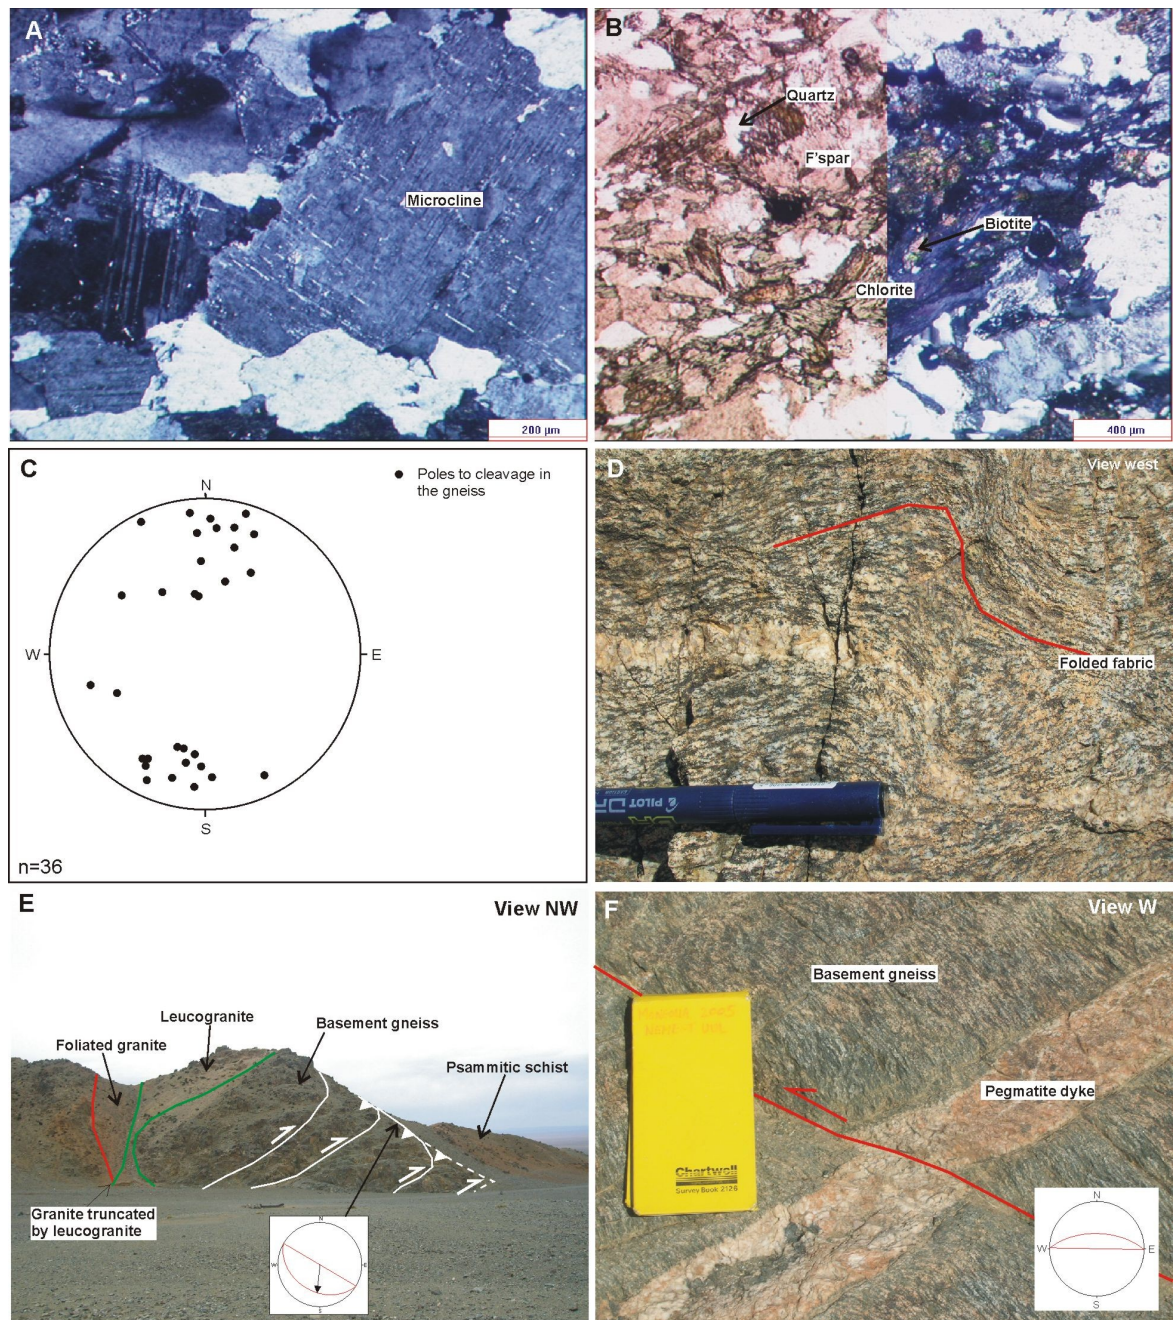 A
Microcline
200 µm
B
Quartz
F'spar
Biotite
Chlorite
400 µm
C
Poles to cleavage in
the gneiss
N
W
E
S
n=36
D
View west
Folded fabric
PILOT
E
View NW
Leucogranite
Foliated granite
Basement gneiss
Psammitic schist
Granite truncated
by leucogranite
N
W
E
S
F
View W
Basement gneiss
Pegmatite dyke
Chartwell
Survey Book 2126
N
W
E
S